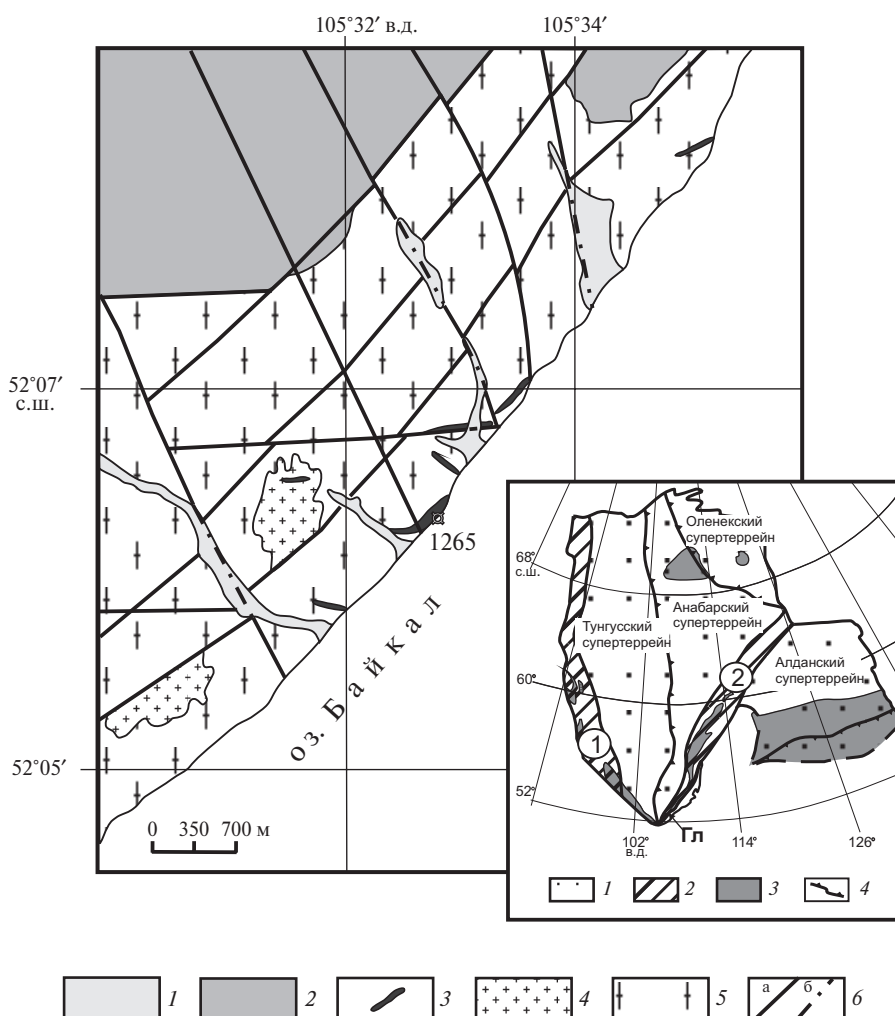 105°32′ в.д.
105°34′
52°07′
с.ш.
1265
оз. Байкал
52°05′
0 350 700 м
Оленекский
супертеррейн
68°
с.ш.
Анабарский
супертеррейн
Тунгусский
супертеррейн
Алданский
супертеррейн
60°
2
1
52°
Гл
102°
в.д.
114°
126°
1 2 3 4
1 2 3 4 5 а б 6